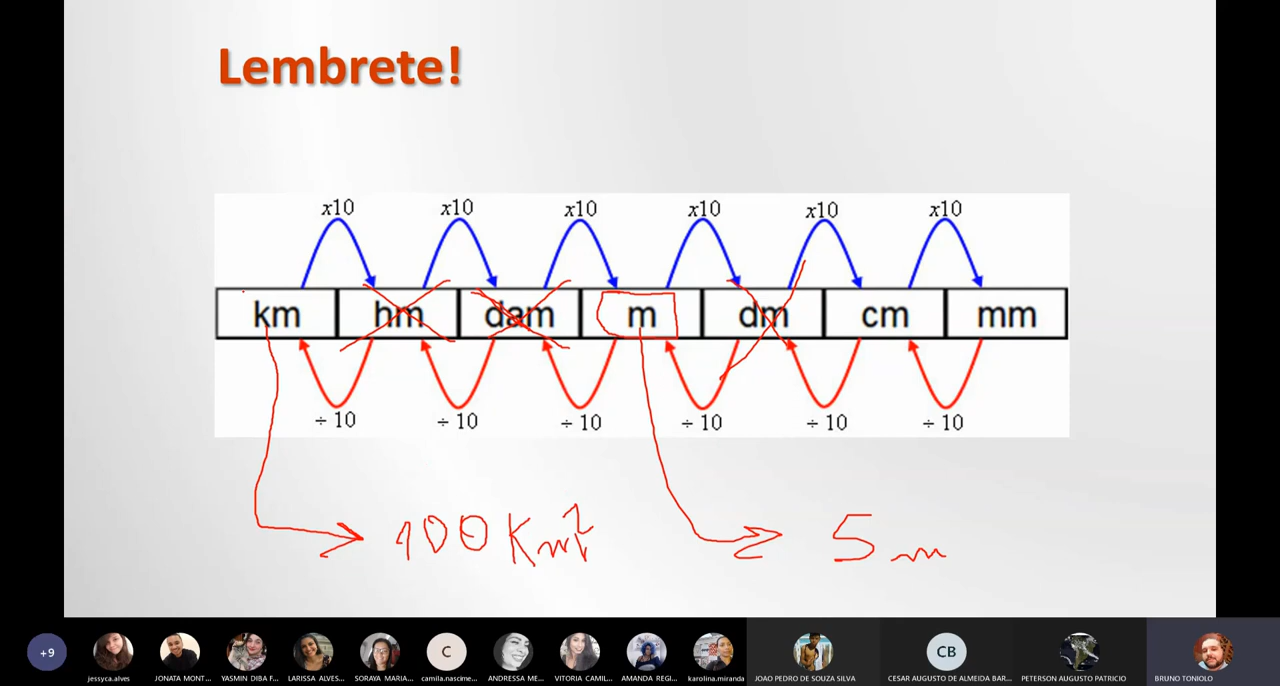 Lembrete!
x10 x10 x10 x10 x10 x10
km hm dam m dm cm mm
÷ 10 ÷ 10 ÷ 10 ÷ 10 ÷ 10 ÷ 10
100 Km² 5 m
+9 C CB
jessyca.alves JONATA MONT... YASMIN DIBA F... LARISSA ALVES... SORAYA MARIA... camila.nascime... ANDRESSA ME... VITORIA CAMIL... AMANDA REGI... karolina.miranda JOAO PEDRO DE SOUZA SILVA CESAR AUGUSTO DE ALMEIDA BAR... PETERSON AUGUSTO PATRICIO BRUNO TONIOLO